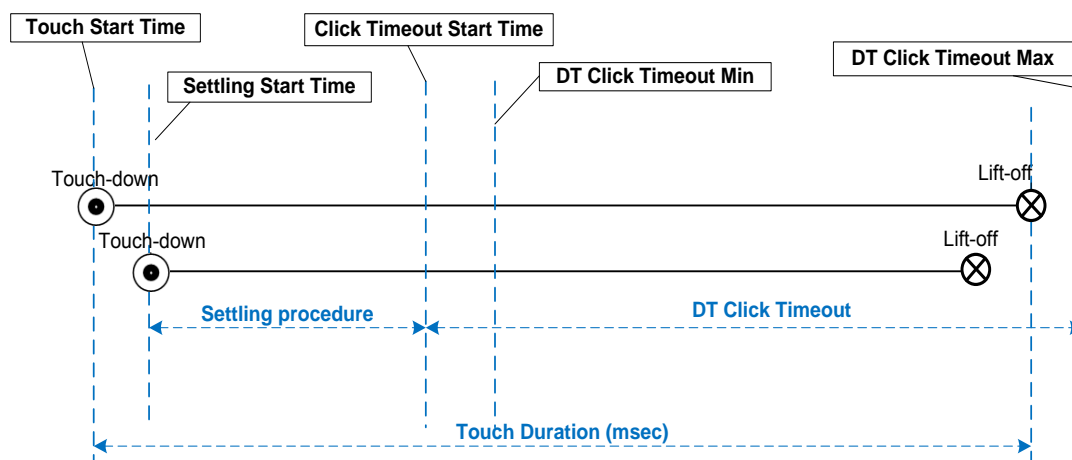 Touch Start Time
Click Timeout Start Time
DT Click Timeout Max
DT Click Timeout Min
Settling Start Time
Touch-down
Lift-off
Touch-down
Lift-off
Settling procedure
DT Click Timeout
Touch Duration (msec)